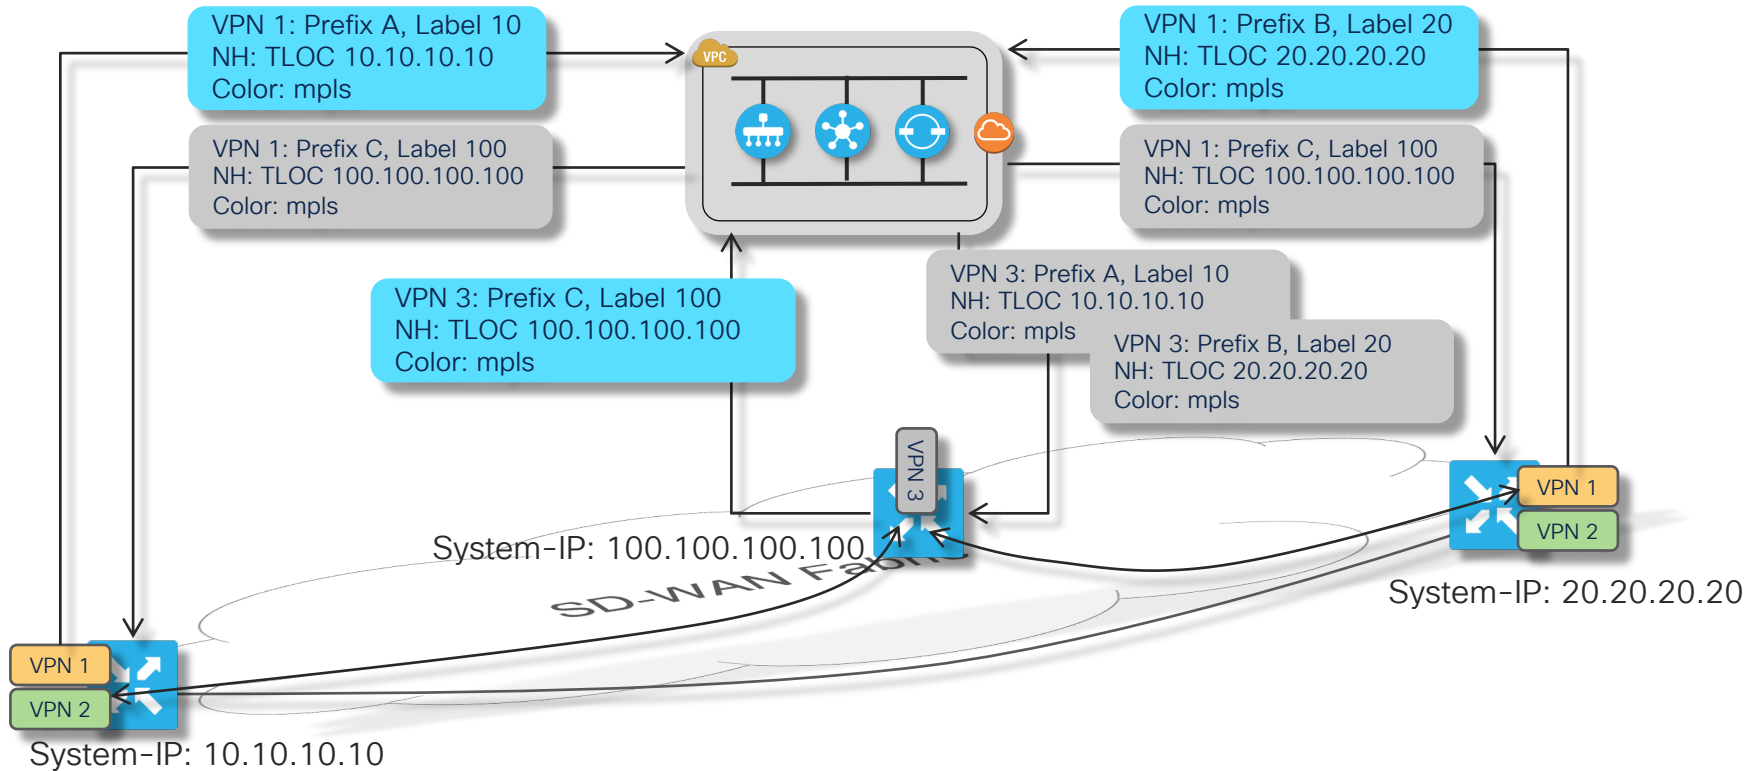 VPN 1: Prefix A, Label 10
NH: TLOC 10.10.10.10
Color: mpls
VPN 1: Prefix C, Label 100
NH: TLOC 100.100.100.100
Color: mpls
VPC
VPN 1: Prefix B, Label 20
NH: TLOC 20.20.20.20
Color: mpls
VPN 1: Prefix C, Label 100
NH: TLOC 100.100.100.100
Color: mpls
VPN 3: Prefix C, Label 100
NH: TLOC 100.100.100.100
Color: mpls
VPN 3: Prefix A, Label 10
NH: TLOC 10.10.10.10
Color: mpls
VPN 3: Prefix B, Label 20
NH: TLOC 20.20.20.20
Color: mpls
VPN 3
System-IP: 100.100.100.100
SD-WAN Fabric
VPN 1
VPN 2
System-IP: 20.20.20.20
VPN 1
VPN 2
System-IP: 10.10.10.10